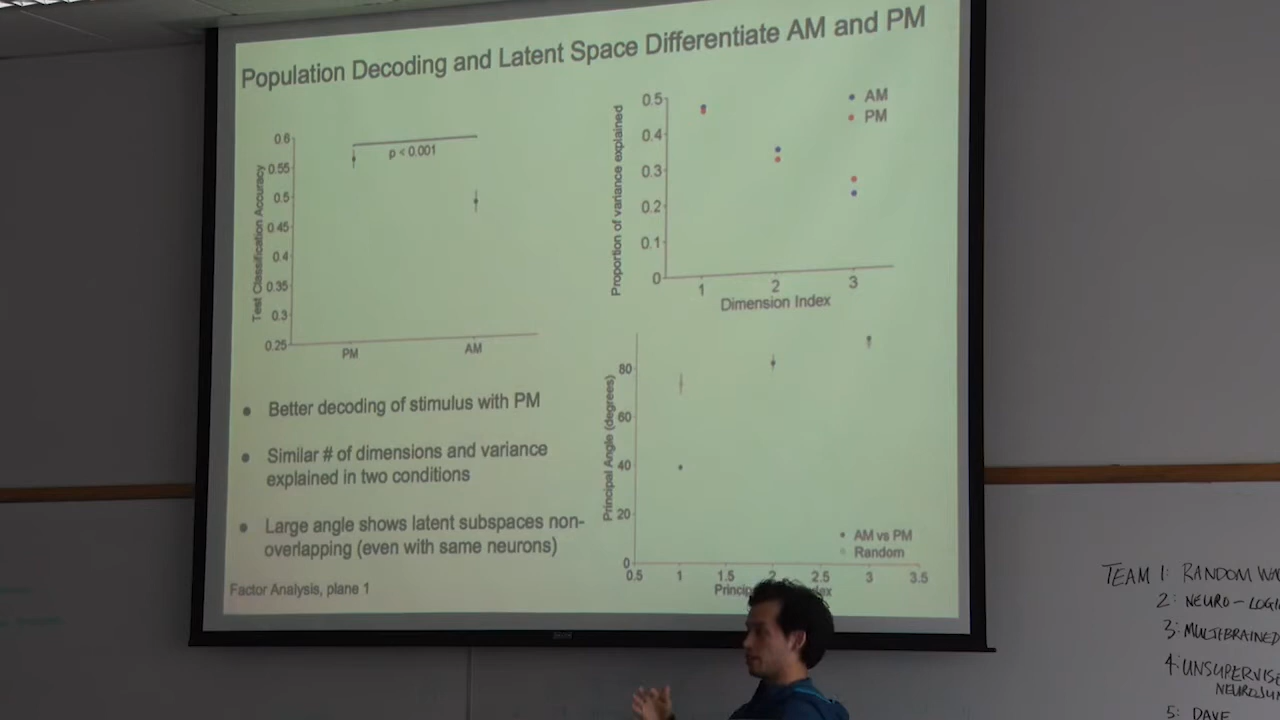 Population Decoding and Latent Space Differentiate AM and PM
Test Classification Accuracy
0.6
0.55
0.5
0.45
0.4
0.35
0.3
0.25
p < 0.001
PM
AM
Proportion of variance explained
0.5
0.4
0.3
0.2
0.1
0
1
2
3
Dimension Index
AM
PM
● Better decoding of stimulus with PM
● Similar # of dimensions and variance
explained in two conditions
● Large angle shows latent subspaces non-
overlapping (even with same neurons)
Factor Analysis, plane 1
Principal Angle (degrees)
80
60
40
20
0
0.5
1
1.5
2
2.5
3
3.5
AM vs PM
Random
TEAM 1: RANDOM
2: NEURO-
3: MULTIBRAINED
4:
5: DAVE